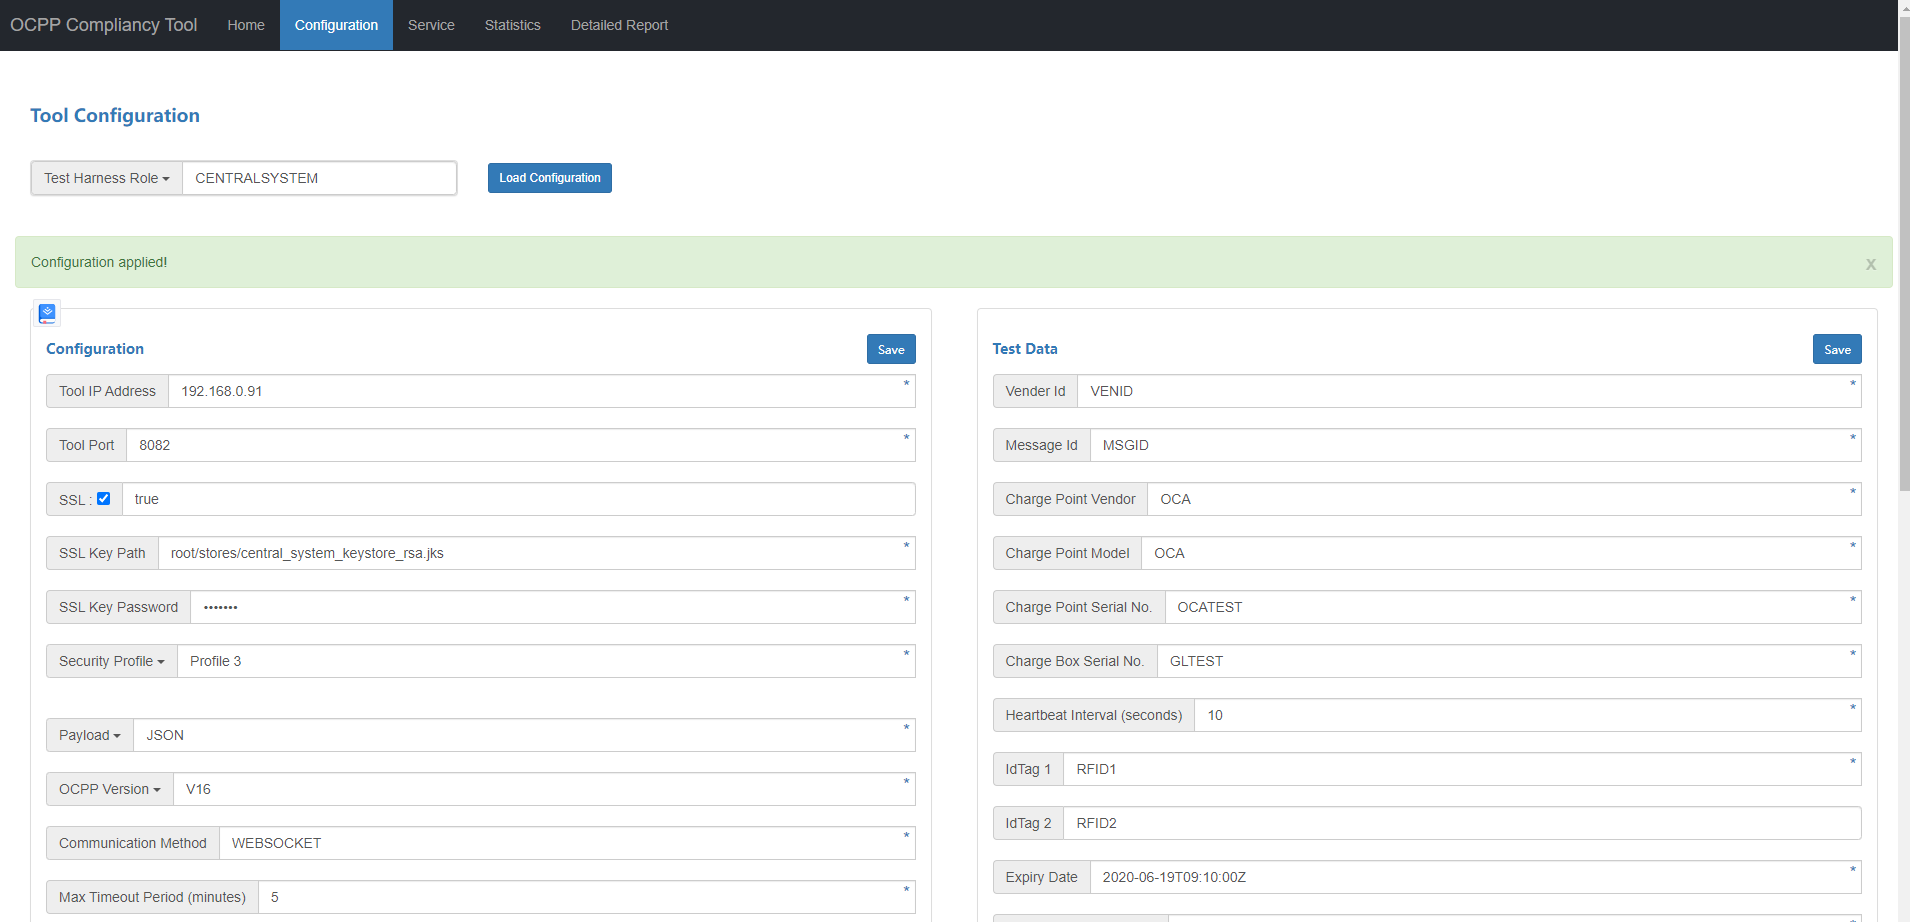 OCPP Compliancy Tool Home Configuration Service Statistics Detailed Report
Tool Configuration
Test Harness Role CENTRALSYSTEM Load Configuration
Configuration applied! x
Configuration Save
Tool IP Address 192.168.0.91 *
Tool Port 8082 *
SSL : true
SSL Key Path root/stores/central_system_keystore_rsa.jks *
SSL Key Password ••••••• *
Security Profile Profile 3 *
Payload JSON *
OCPP Version V16 *
Communication Method WEBSOCKET *
Max Timeout Period (minutes) 5 *
Test Data Save
Vender Id VENID *
Message Id MSGID *
Charge Point Vendor OCA *
Charge Point Model OCA *
Charge Point Serial No. OCATEST *
Charge Box Serial No. GLTEST *
Heartbeat Interval (seconds) 10 *
IdTag 1 RFID1 *
IdTag 2 RFID2
Expiry Date 2020-06-19T09:10:00Z *